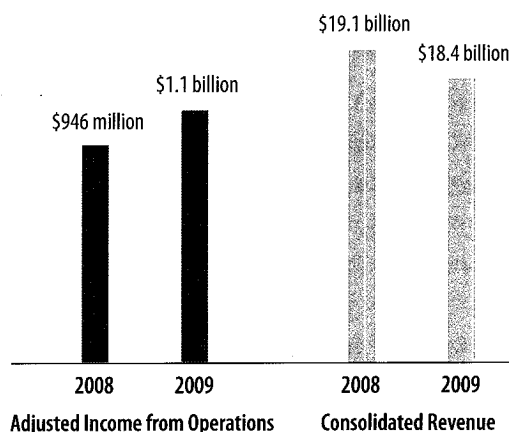 $19.1 billion
$18.4 billion
$1.1 billion
$946 million
2008 2009 2008 2009
Adjusted Income from Operations Consolidated Revenue